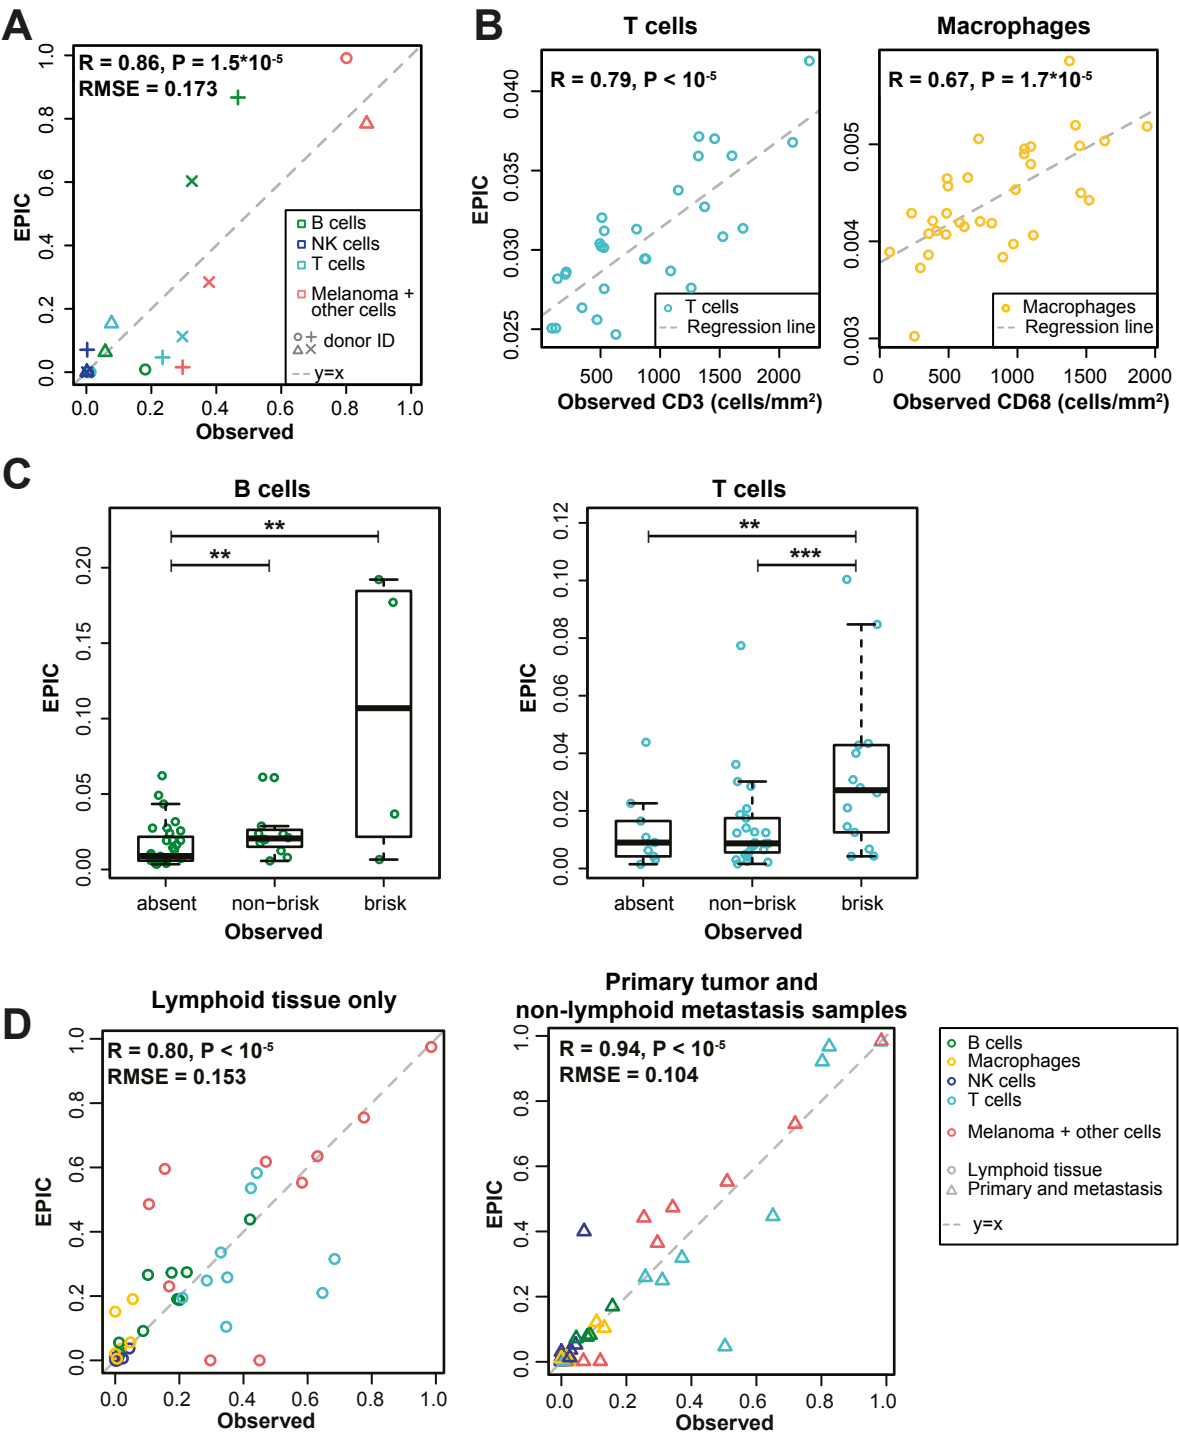 A
R = 0.86, P = 1.5*10-5
RMSE = 0.173
EPIC
0.0
0.2
0.4
0.6
0.8
1.0
0.0 0.2 0.4 0.6 0.8 1.0
Observed
B cells
NK cells
T cells
Melanoma +
other cells
donor ID
y=x
B
T cells
R = 0.79, P < 10-5
EPIC
0.025
0.030
0.035
0.040
500 1000 1500 2000
Observed CD3 (cells/mm2)
T cells
Regression line
Macrophages
R = 0.67, P = 1.7*10-5
0.003
0.004
0.005
0 500 1000 1500 2000
Observed CD68 (cells/mm2)
Macrophages
Regression line
C
B cells
**
**
EPIC
0.00
0.05
0.10
0.15
0.20
absent non−brisk brisk
Observed
T cells
**
***
EPIC
0.00
0.02
0.04
0.06
0.08
0.10
0.12
absent non−brisk brisk
Observed
D
Lymphoid tissue only
R = 0.80, P < 10-5
RMSE = 0.153
EPIC
0.0
0.2
0.4
0.6
0.8
1.0
0.0 0.2 0.4 0.6 0.8 1.0
Observed
Primary tumor and
non-lymphoid metastasis samples
R = 0.94, P < 10-5
RMSE = 0.104
EPIC
0.0
0.2
0.4
0.6
0.8
1.0
0.0 0.2 0.4 0.6 0.8 1.0
Observed
B cells
Macrophages
NK cells
T cells
Melanoma + other cells
Lymphoid tissue
Primary and metastasis
y=x